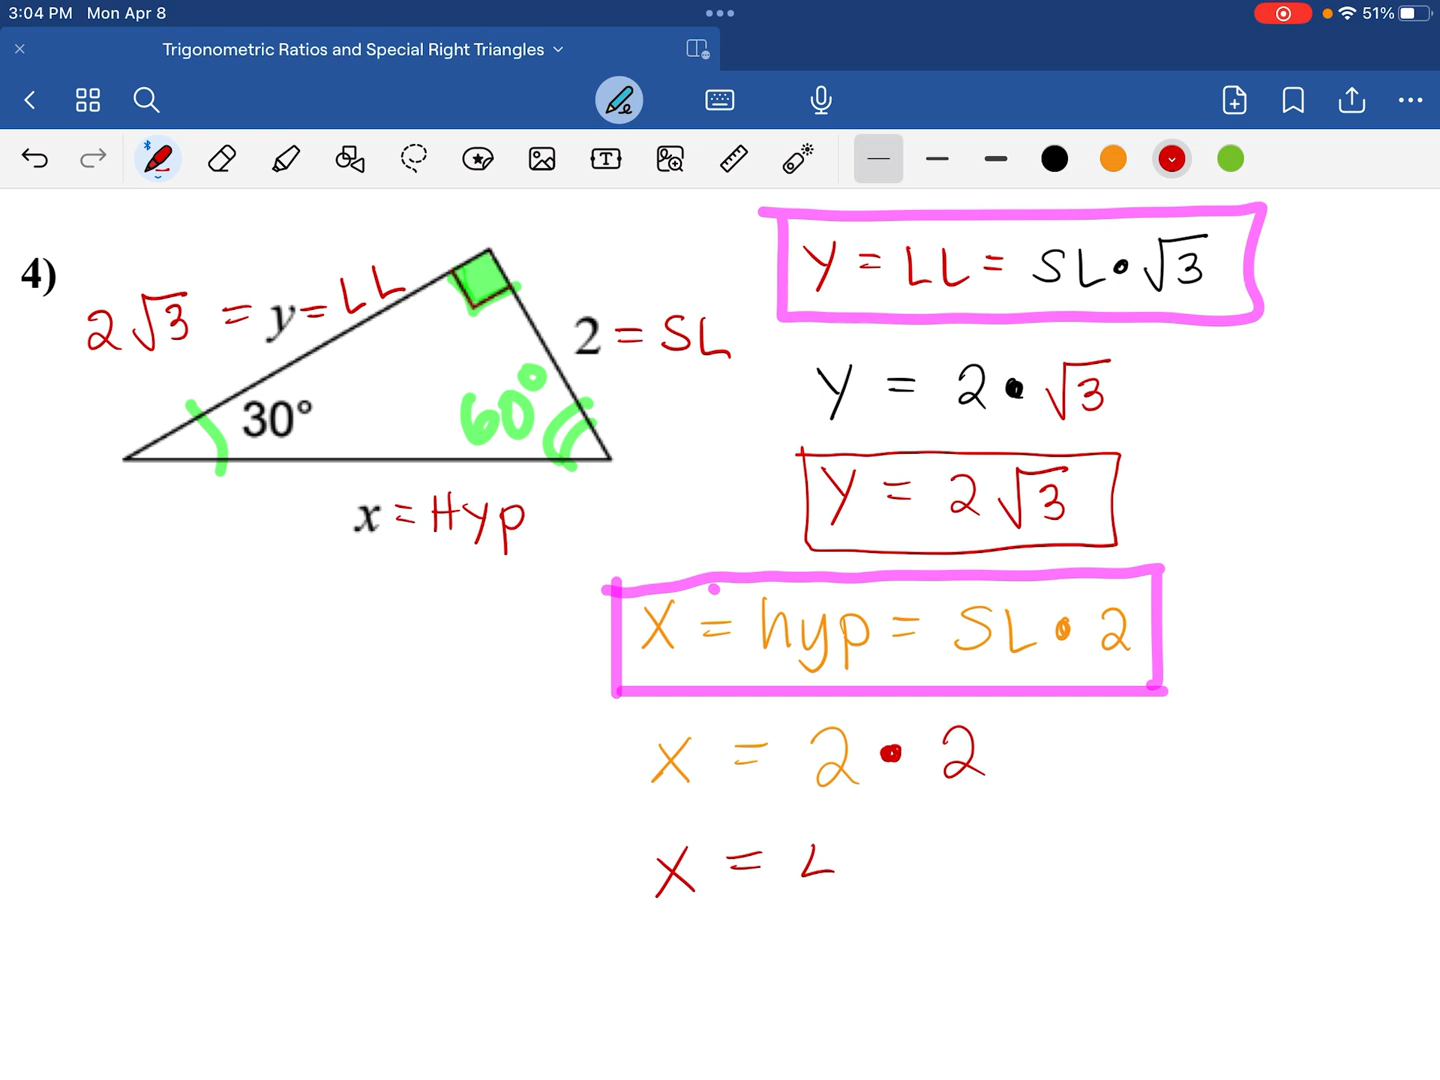 3:04 PM Mon Apr 8
51%
Trigonometric Ratios and Special Right Triangles
4)
2√3 = y = LL
2 = SL
30°
60°
x = Hyp
y = LL = SL • √3
y = 2 • √3
y = 2√3
x = hyp = SL • 2
x = 2 • 2
x =